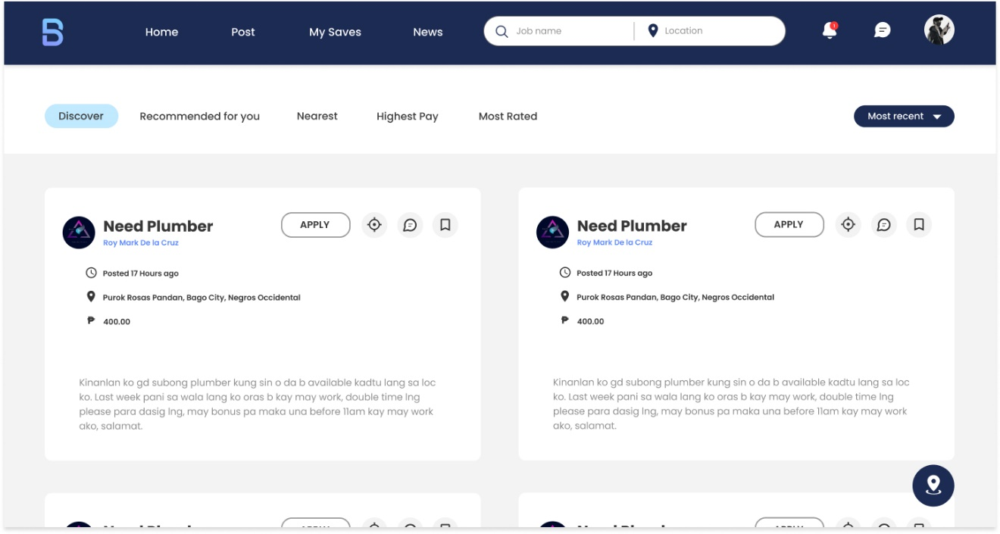 B
Home Post My Saves News Job name Location 1
Discover Recommended for you Nearest Highest Pay Most Rated Most recent
Need Plumber APPLY
Roy Mark De la Cruz
Posted 17 Hours ago
Purok Rosas Pandan, Bago City, Negros Occidental
₱ 400.00
Kinanlan ko gd subong plumber kung sin o da b available kadtu lang sa loc
ko. Last week pani sa wala lang ko oras b kay may work, double time lng
please para dasig lng, may bonus pa maka una before 11am kay may work
ako, salamat.
Need Plumber APPLY
Roy Mark De la Cruz
Posted 17 Hours ago
Purok Rosas Pandan, Bago City, Negros Occidental
₱ 400.00
Kinanlan ko gd subong plumber kung sin o da b available kadtu lang sa loc
ko. Last week pani sa wala lang ko oras b kay may work, double time lng
please para dasig lng, may bonus pa maka una before 11am kay may work
ako, salamat.